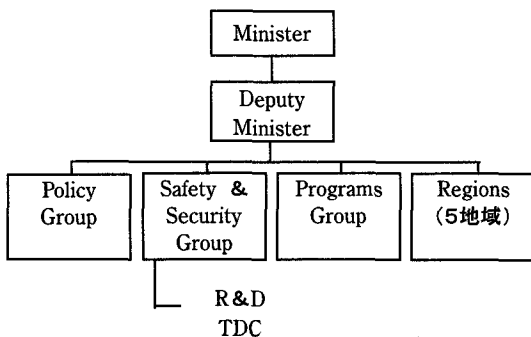 Minister
Deputy
Minister
Policy
Group
Safety &
Security
Group
Programs
Group
Regions
(5地域)
R&D
TDC